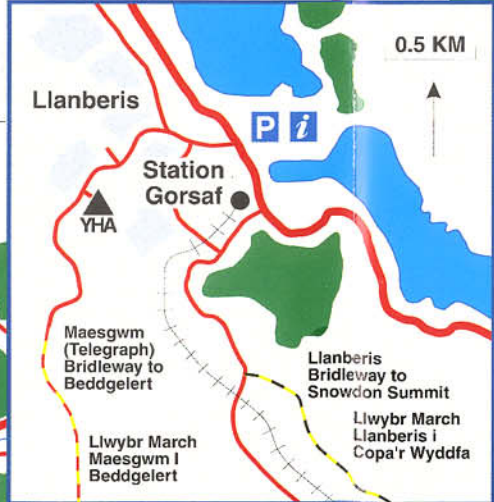 0.5 KM
Llanberis
P i
Station
Gorsaf
YHA
Maesgwm
(Telegraph)
Bridleway to
Beddgelert
Llwybr March
Maesgwm I
Beddgelert
Llanberis
Bridleway to
Snowdon Summit
Llwybr March
Llanberis i
Copa'r Wyddfa